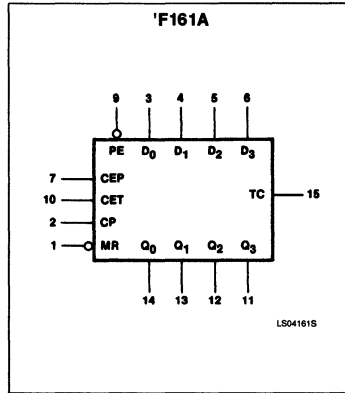 'F161A
9 3 4 5 6
PE D0 D1 D2 D3
7 CEP
TC 15
10 CET
2 CP
1 MR Q0 Q1 Q2 Q3
14 13 12 11
LS04161S